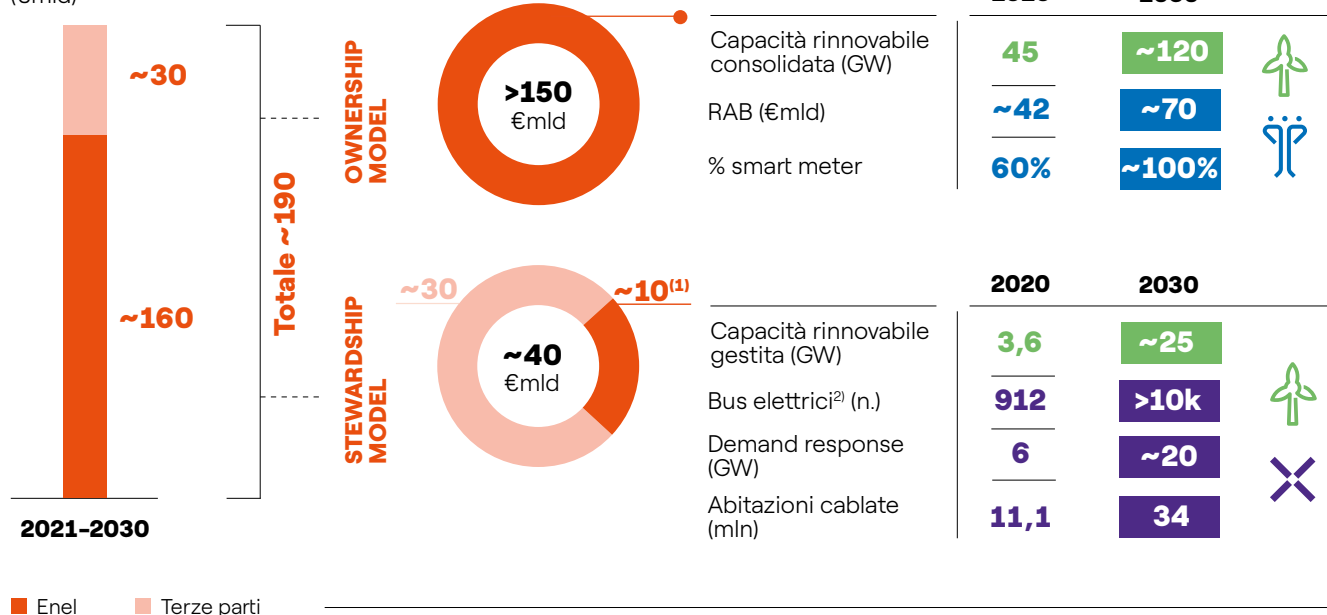 (€mld)
~30
~160
2021–2030
Totale ~190
OWNERSHIP
MODEL
>150
€mld
2020
2030
Capacità rinnovabile
consolidata (GW)
45
~120
RAB (€mld)
~42
~70
% smart meter
60%
~100%
STEWARDSHIP
MODEL
~30
~10(1)
~40
€mld
2020
2030
Capacità rinnovabile
gestita (GW)
3,6
~25
Bus elettrici2) (n.)
912
>10k
Demand response
(GW)
6
~20
Abitazioni cablate
(mln)
11,1
34
Enel
Terze parti